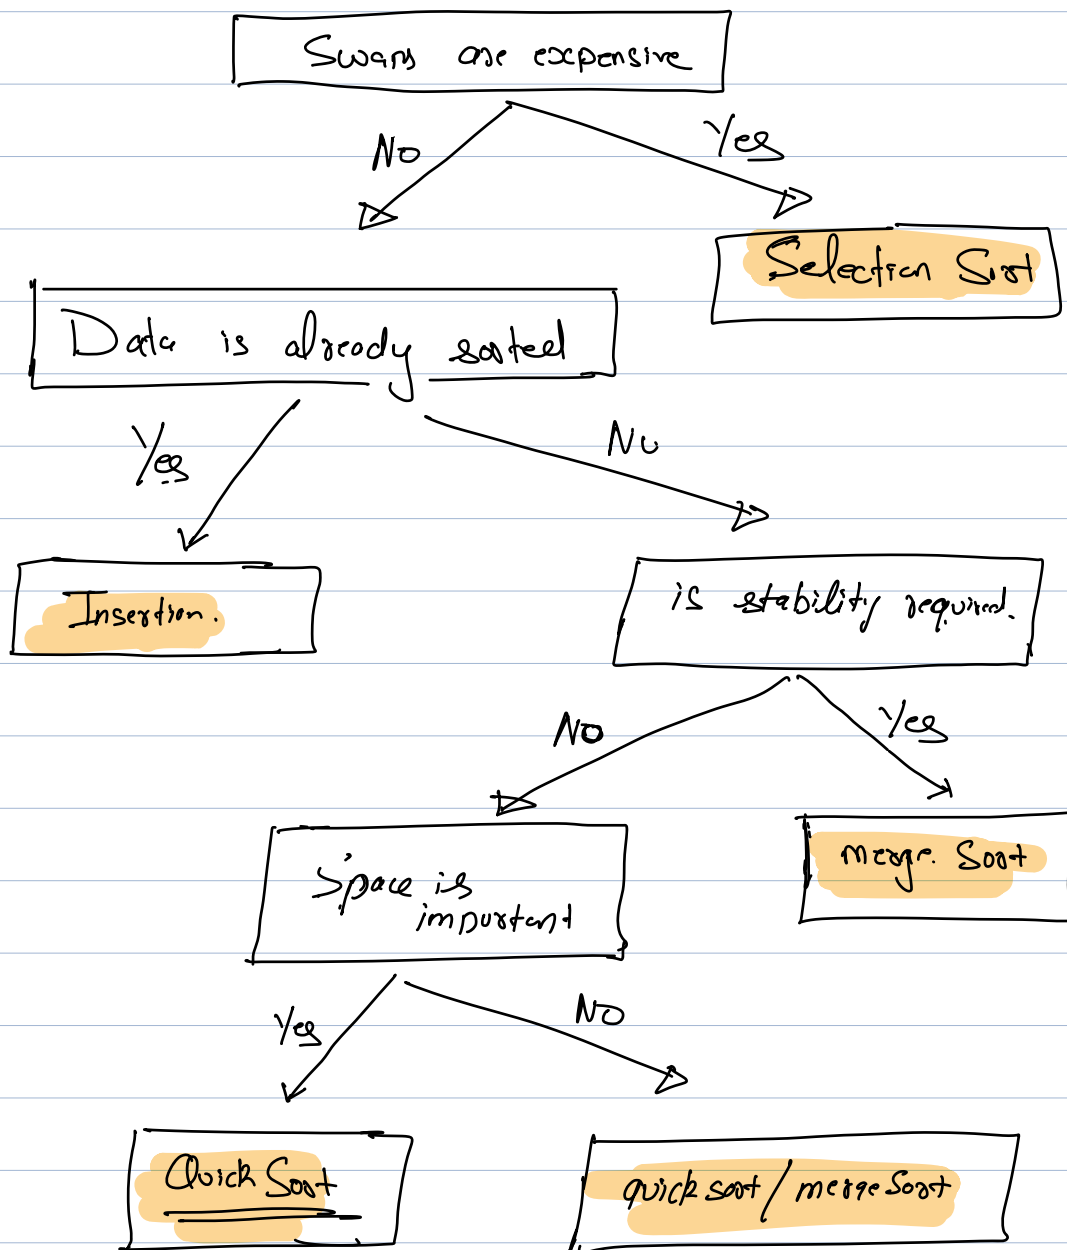 Swaps are expensive
No
Yes
Selection Sort
Data is already sorted
Yes
No
Insertion.
is stability required.
No
Yes
merge. Sort
Space is
important
Yes
NO
Quick Sort
quick sort / merge Sort